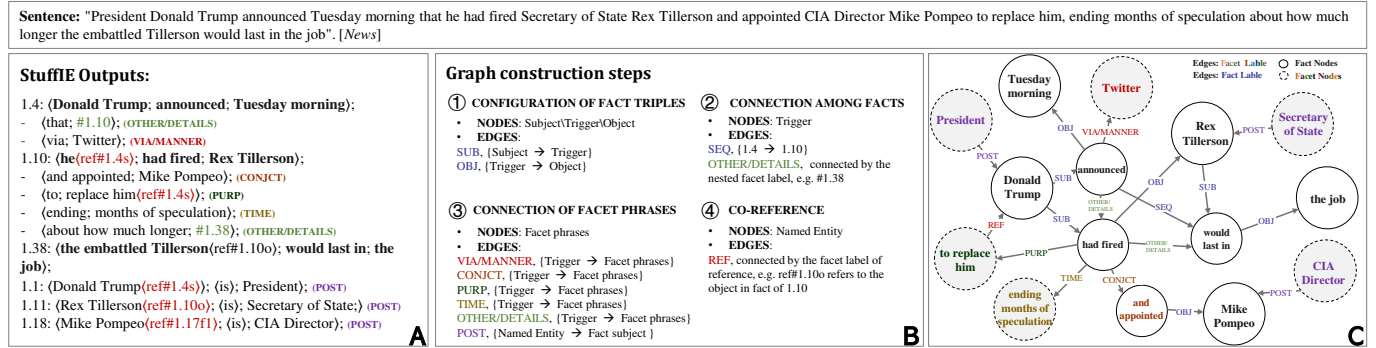 Sentence: "President Donald Trump announced Tuesday morning that he had fired Secretary of State Rex Tillerson and appointed CIA Director Mike Pompeo to replace him, ending months of speculation about how much
longer the embattled Tillerson would last in the job". [News]
StuffIE Outputs:
1.4: ⟨Donald Trump; announced; Tuesday morning⟩;
- ⟨that; #1.10⟩; (OTHER/DETAILS)
- ⟨via; Twitter⟩; (VIA/MANNER)
1.10: ⟨he⟨ref#1.4s⟩; had fired; Rex Tillerson⟩;
- ⟨and appointed; Mike Pompeo⟩; (CONJCT)
- ⟨to; replace him⟨ref#1.4s⟩⟩; (PURP)
- ⟨ending; months of speculation⟩; (TIME)
- ⟨about how much longer; #1.38⟩; (OTHER/DETAILS)
1.38: ⟨the embattled Tillerson⟨ref#1.10o⟩; would last in; the
job⟩;
1.1: ⟨Donald Trump⟨ref#1.4s⟩; ⟨is⟩; President⟩; (POST)
1.11: ⟨Rex Tillerson⟨ref#1.10o⟩; ⟨is⟩; Secretary of State;⟩ (POST)
1.18: ⟨Mike Pompeo⟨ref#1.17f1⟩; ⟨is⟩; CIA Director⟩; (POST)
A
Graph construction steps
① CONFIGURATION OF FACT TRIPLES
• NODES: Subject\Trigger\Object
• EDGES:
SUB, {Subject → Trigger}
OBJ, {Trigger → Object}
② CONNECTION AMONG FACTS
• NODES: Trigger
• EDGES:
SEQ, {1.4 → 1.10}
OTHER/DETAILS, connected by the
nested facet label, e.g. #1.38
③ CONNECTION OF FACET PHRASES
• NODES: Facet phrases
• EDGES:
VIA/MANNER, {Trigger → Facet phrases}
CONJCT, {Trigger → Facet phrases}
PURP, {Trigger → Facet phrases}
TIME, {Trigger → Facet phrases}
OTHER/DETAILS, {Trigger → Facet phrases}
POST, {Named Entity → Fact subject }
④ CO-REFERENCE
• NODES: Named Entity
• EDGES:
REF, connected by the facet label of
reference, e.g. ref#1.10o refers to the
object in fact of 1.10
B
Edges: Facet Lable
Edges: Fact Lable
Fact Nodes
Facet Nodes
Tuesday
morning
Twitter
President
Rex
Tillerson
Secretary
of State
POST
OBJ
VIA/MANNER
POST
Donald
Trump
SUB
announced
OBJ
SUB
the job
REF
SUB
OTHER/
DETAILS
SEQ
OBJ
to replace
him
PURP
had fired
OTHER/
DETAILS
would
last in
CIA
Director
TIME
CONJCT
POST
ending
months of
speculation
and
appointed
OBJ
Mike
Pompeo
C